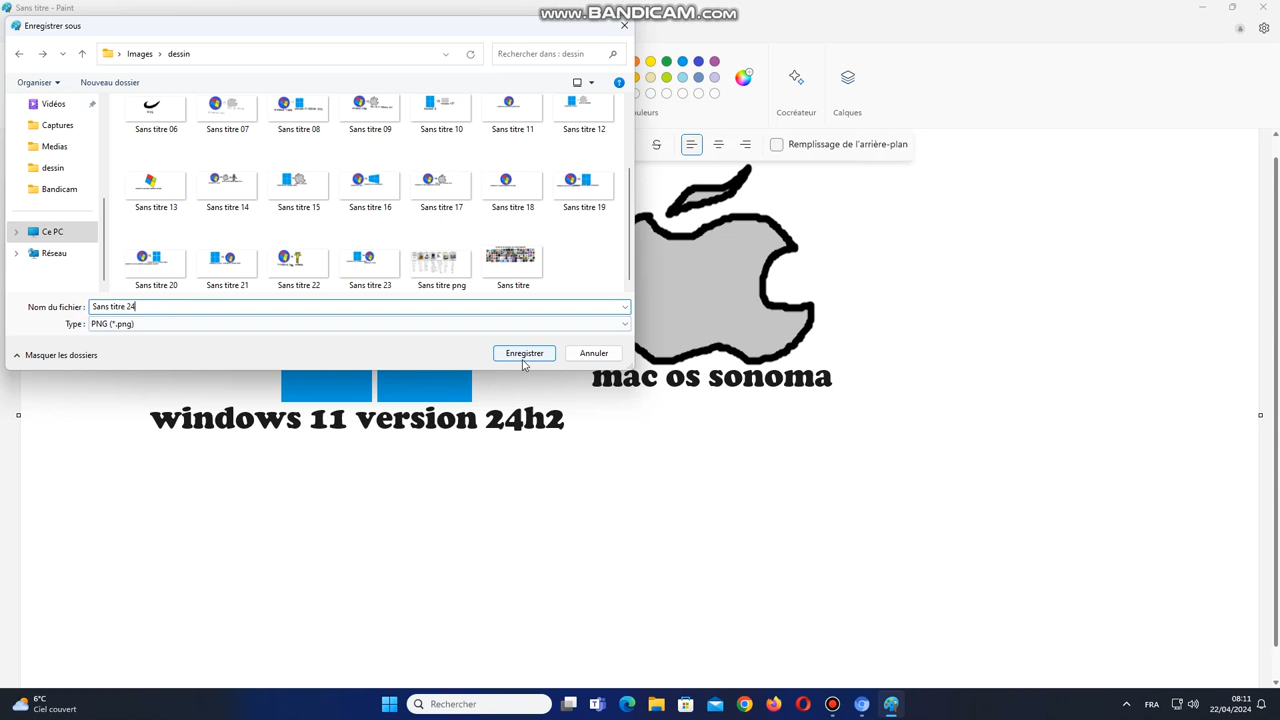 Sans titre - Paint
www.BANDICAM.com
Enregistrer sous
Images
dessin
Rechercher dans : dessin
Organiser
Nouveau dossier
Vidéos
Captures
Medias
dessin
Bandicam
Ce PC
Réseau
Sans titre 06
Sans titre 07
Sans titre 08
Sans titre 09
Sans titre 10
Sans titre 11
Sans titre 12
Sans titre 13
Sans titre 14
Sans titre 15
Sans titre 16
Sans titre 17
Sans titre 18
Sans titre 19
Sans titre 20
Sans titre 21
Sans titre 22
Sans titre 23
Sans titre png
Sans titre
Nom du fichier : Sans titre 24
Type : PNG (*.png)
Masquer les dossiers
Enregistrer
Annuler
Cocréateur
Calques
Remplissage de l'arrière-plan
mac os sonoma
windows 11 version 24h2
6°C
Ciel couvert
Rechercher
FRA
08:11
22/04/2024